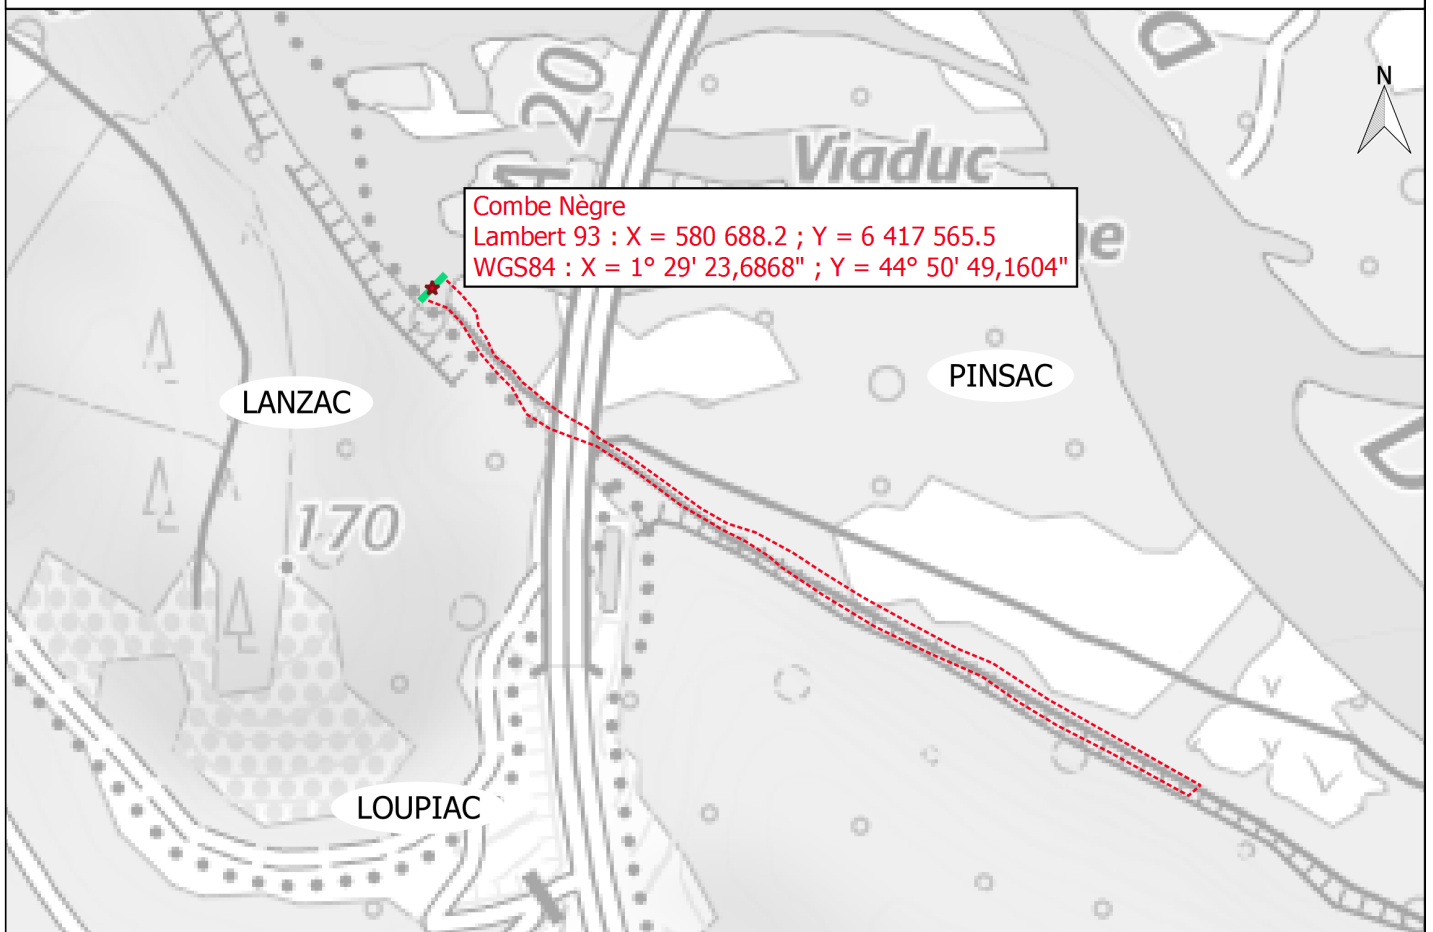 N
A 20
Viaduc
Combe Nègre
Lambert 93 : X = 580 688.2 ; Y = 6 417 565.5
WGS84 : X = 1° 29' 23,6868" ; Y = 44° 50' 49,1604"
PINSAC
LANZAC
170
LOUPIAC